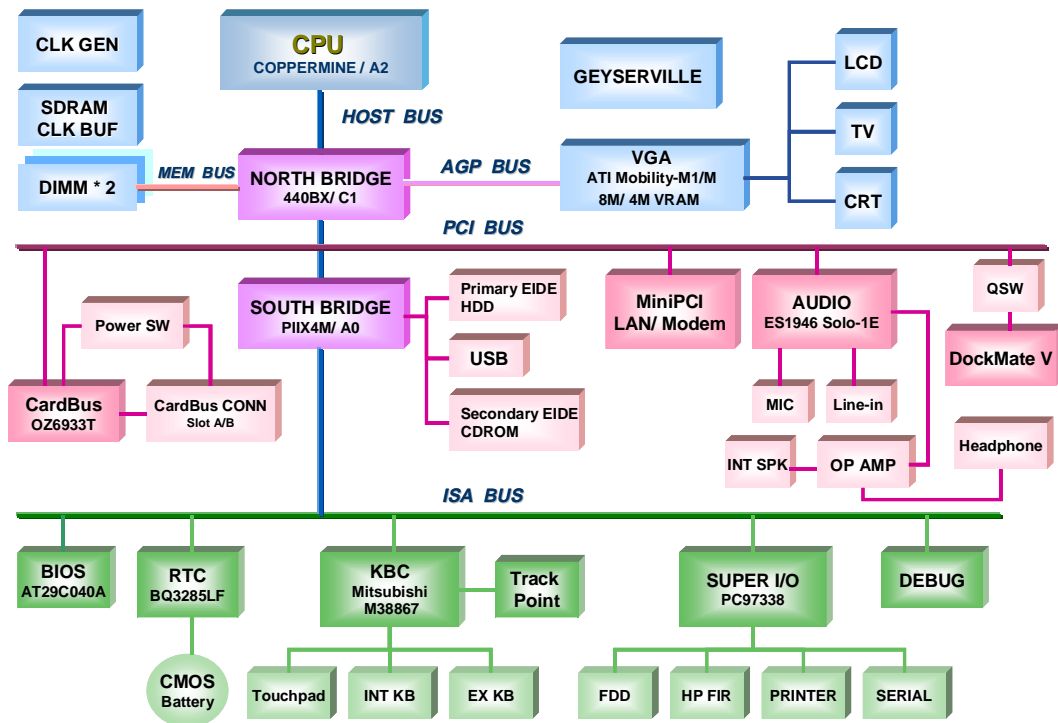 CLK GEN
CPU
COPPERMINE / A2
GEYSERVILLE
LCD
SDRAM
CLK BUF
HOST BUS
TV
DIMM * 2
MEM BUS
NORTH BRIDGE
440BX/ C1
AGP BUS
VGA
ATI Mobility-M1/M
8M/ 4M VRAM
CRT
PCI BUS
SOUTH BRIDGE
PIIX4M/ A0
Primary EIDE
HDD
MiniPCI
LAN/ Modem
AUDIO
ES1946 Solo-1E
QSW
Power SW
USB
DockMate V
CardBus
OZ6933T
CardBus CONN
Slot A/B
Secondary EIDE
CDROM
MIC
Line-in
INT SPK
OP AMP
Headphone
ISA BUS
BIOS
AT29C040A
RTC
BQ3285LF
KBC
Mitsubishi
M38867
Track
Point
SUPER I/O
PC97338
DEBUG
CMOS
Battery
Touchpad
INT KB
EX KB
FDD
HP FIR
PRINTER
SERIAL